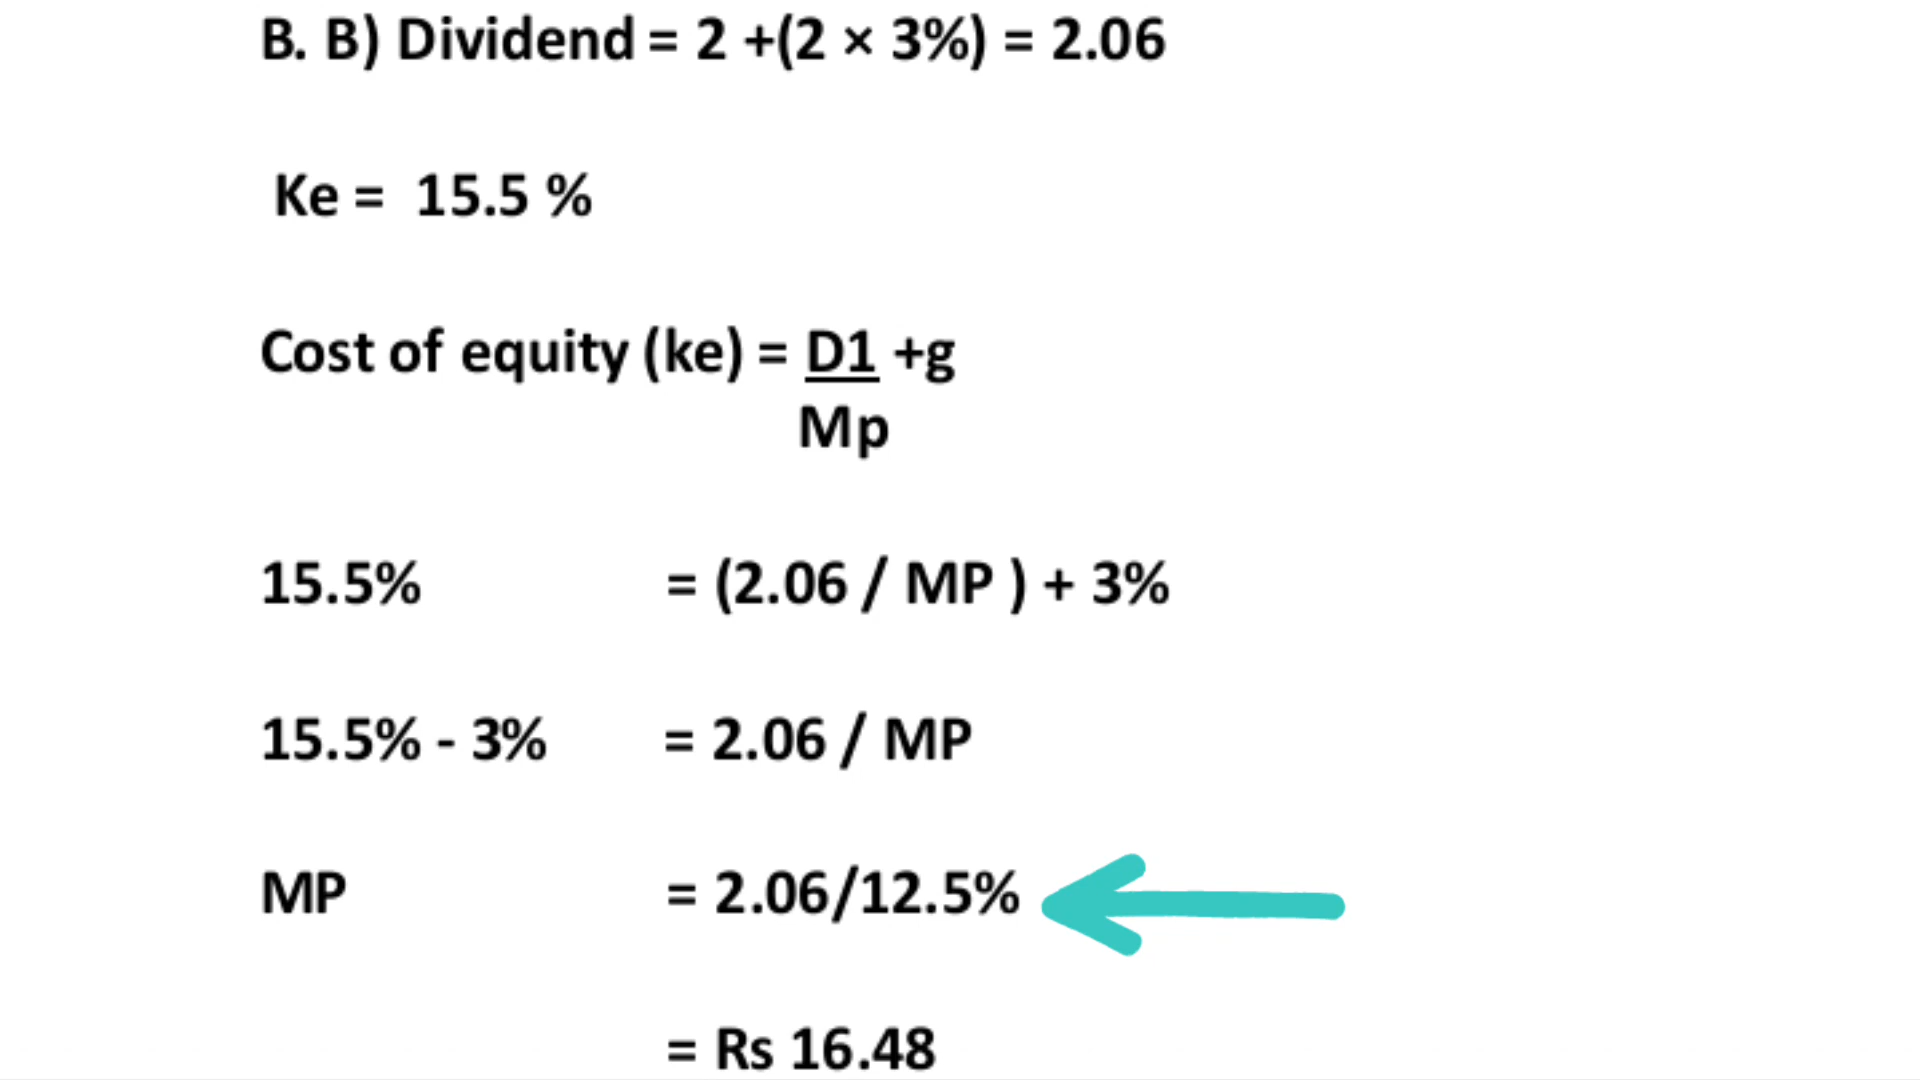 B. B) Dividend = 2 +(2 × 3%) = 2.06
Ke = 15.5 %
Cost of equity (ke) = D1 +g
Mp
15.5% = (2.06 / MP ) + 3%
15.5% - 3% = 2.06 / MP
MP = 2.06/12.5%
= Rs 16.48